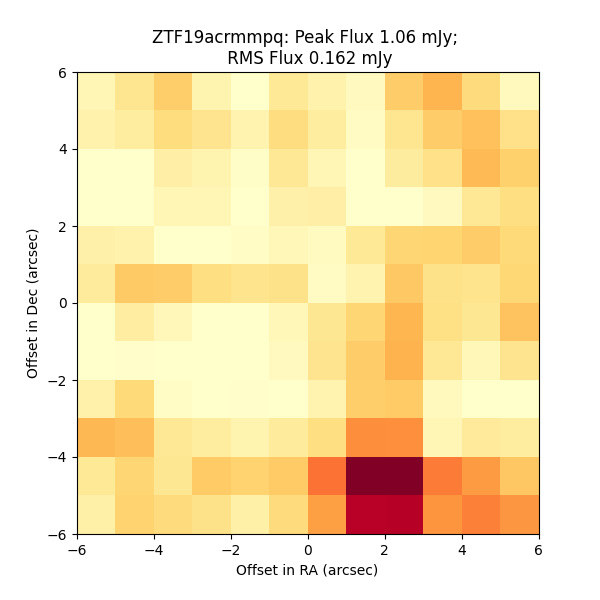 ZTF19acrmmpq: Peak Flux 1.06 mJy;
RMS Flux 0.162 mJy
6
4
2
0
−2
−4
−6
Offset in Dec (arcsec)
−6 −4 −2 0 2 4 6
Offset in RA (arcsec)